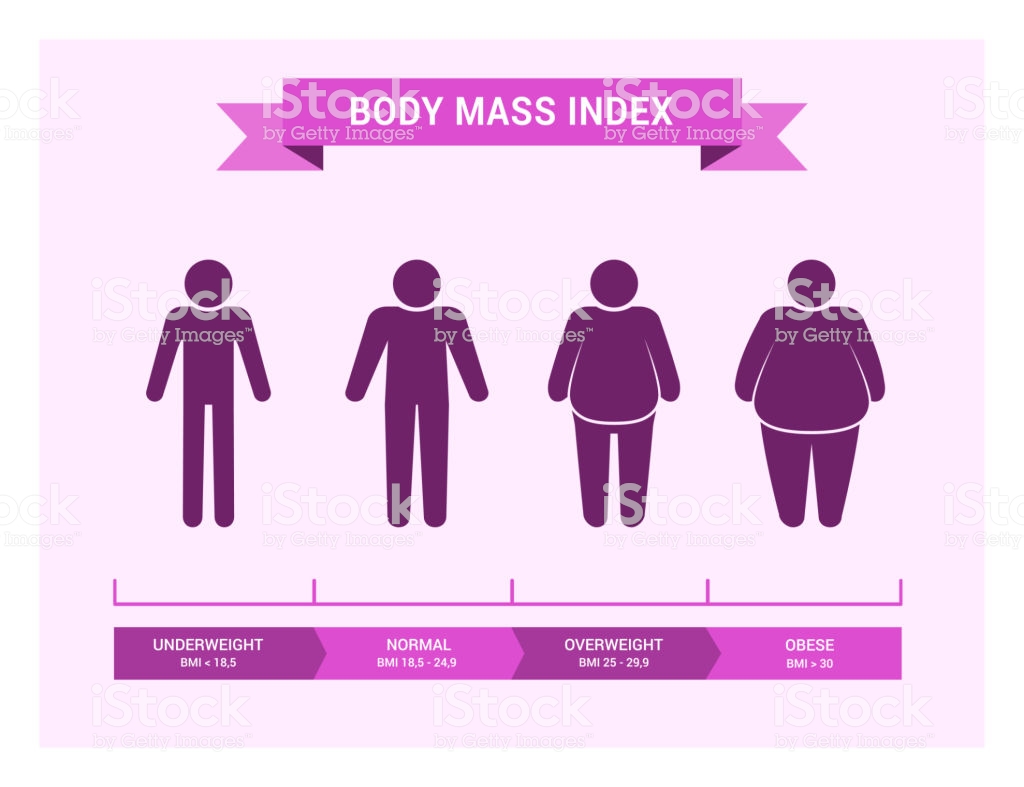 BODY MASS INDEX
UNDERWEIGHT
BMI < 18,5
NORMAL
BMI 18,5 - 24,9
OVERWEIGHT
BMI 25 - 29,9
OBESE
BMI > 30
iStock
by Getty Images™